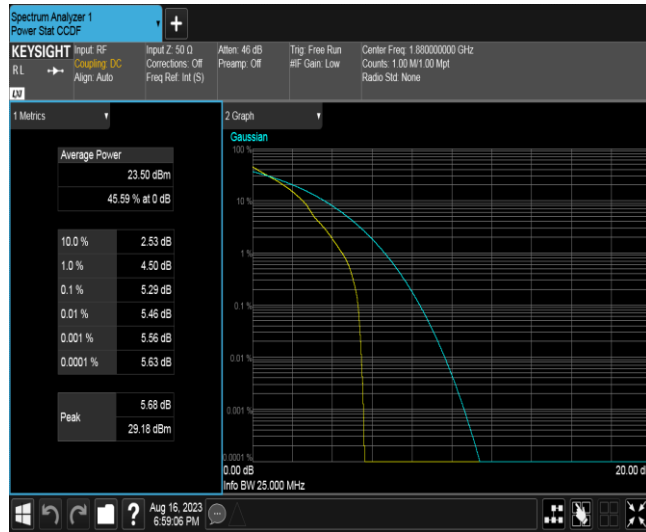 Spectrum Analyzer 1
Power Stat CCDF
+
KEYSIGHT
RL
LXI
Input: RF
Coupling: DC
Align: Auto
Input Z: 50 Ω
Corrections: Off
Freq Ref: Int (S)
Atten: 46 dB
Preamp: Off
Trig: Free Run
#IF Gain: Low
Center Freq: 1.880000000 GHz
Counts: 1.00 M/1.00 Mpt
Radio Std: None
1 Metrics
Average Power
23.50 dBm
45.59 % at 0 dB
10.0 % 2.53 dB
1.0 % 4.50 dB
0.1 % 5.29 dB
0.01 % 5.46 dB
0.001 % 5.56 dB
0.0001 % 5.63 dB
Peak
5.68 dB
29.18 dBm
2 Graph
Gaussian
100 %
10 %
1 %
0.1 %
0.01 %
0.001 %
0.0001 %
0.00 dB 20.00 d
Info BW 25.000 MHz
?
Aug 16, 2023
6:59:06 PM